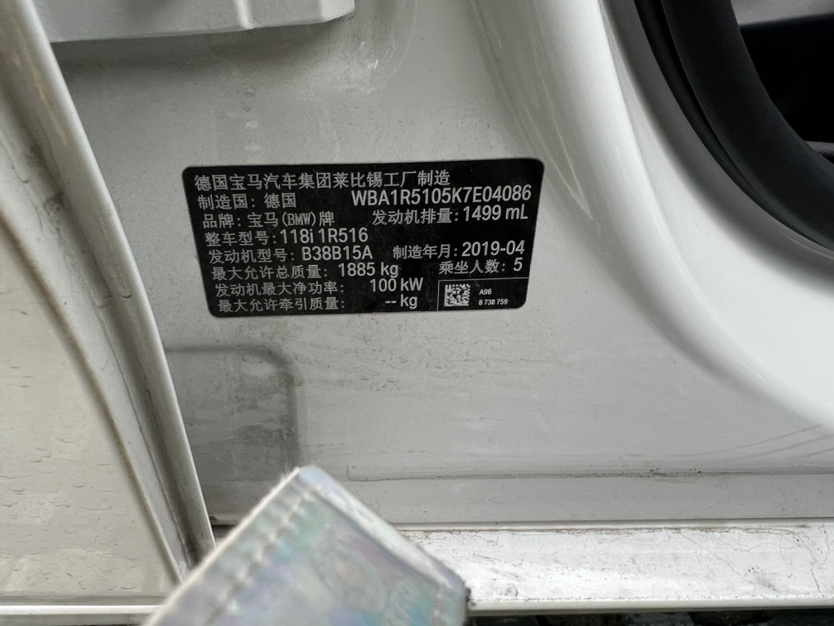 德国宝马汽车集团莱比锡工厂制造
制造国: 德国 WBA1R5105K7E04086
品牌: 宝马(BMW)牌 发动机排量: 1499 mL
整车型号: 118i 1R516
发动机型号: B38B15A 制造年月: 2019-04
最大允许总质量: 1885 kg 乘坐人数: 5
发动机最大净功率: 100 kW
最大允许牵引质量: -- kg
A96
8 738 759